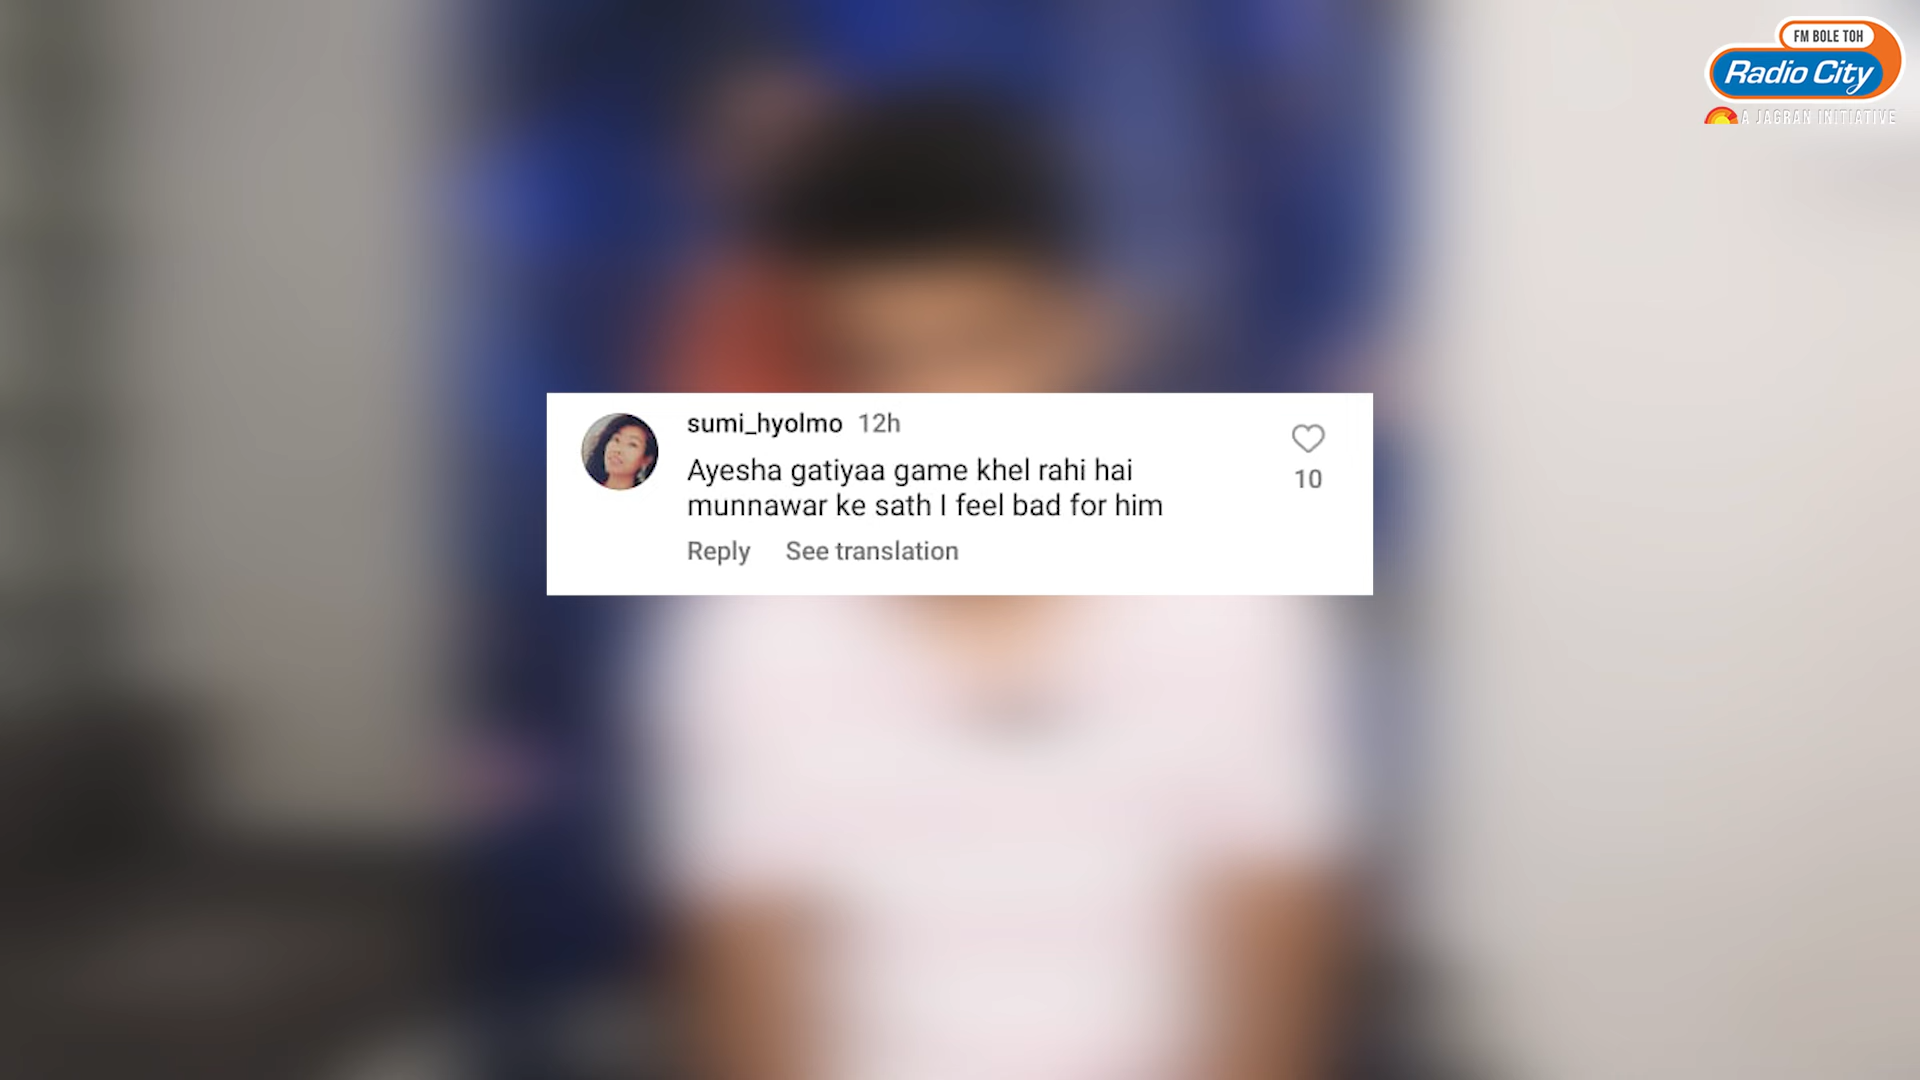 FM BOLE TOH
Radio City
A JAGRAN INITIATIVE
sumi_hyolmo 12h
Ayesha gatiyaa game khel rahi hai
munnawar ke sath I feel bad for him
10
Reply See translation